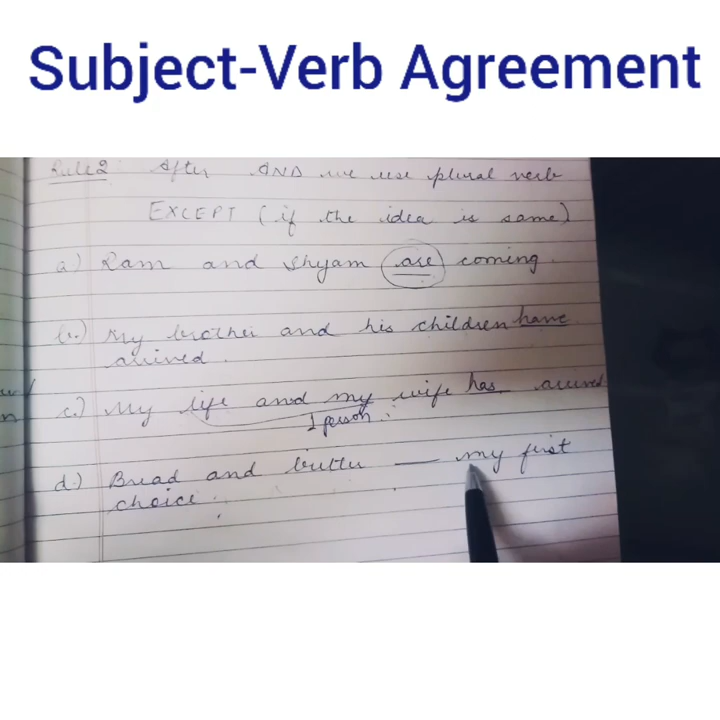 Subject-Verb Agreement
Rule 2 After AND we use plural verb
EXCEPT (if the idea is same)
a) Ram and Shyam are coming.
b.) My brother and his children have
arrived.
c.) My life and my wife has arrived
1 person.
d.) Bread and butter — my first
choice.